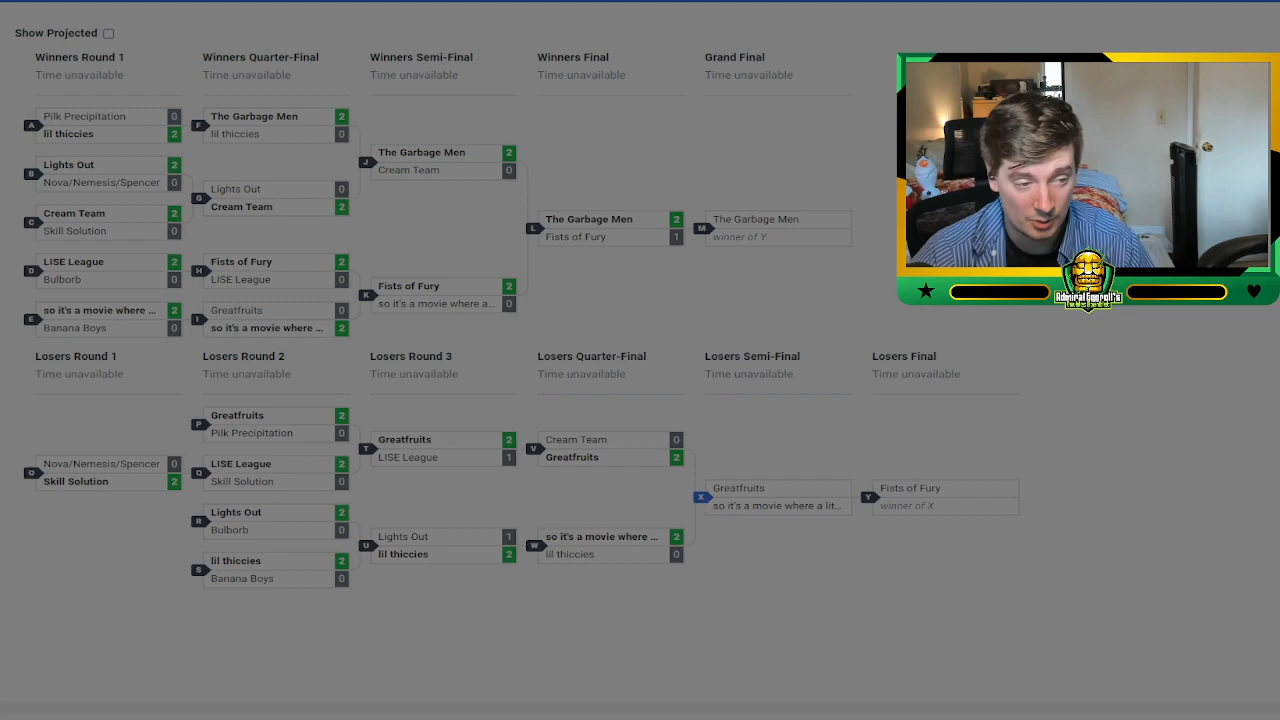 Show Projected
Winners Round 1
Time unavailable
Winners Quarter-Final
Time unavailable
Winners Semi-Final
Time unavailable
Winners Final
Time unavailable
Grand Final
Time unavailable
A
Pilk Precipitation 0
lil thiccies 2
B
Lights Out 2
Nova/Nemesis/Spencer 0
C
Cream Team 2
Skill Solution 0
D
LISE League 2
Bulborb 0
E
so it's a movie where ... 2
Banana Boys 0
F
The Garbage Men 2
lil thiccies 0
G
Lights Out 0
Cream Team 2
H
Fists of Fury 2
LISE League 0
I
Greatfruits 0
so it's a movie where ... 2
J
The Garbage Men 2
Cream Team 0
K
Fists of Fury 2
so it's a movie where a... 0
L
The Garbage Men 2
Fists of Fury 1
M
The Garbage Men
winner of Y
Admiral Eggroll's
Losers Round 1
Time unavailable
Losers Round 2
Time unavailable
Losers Round 3
Time unavailable
Losers Quarter-Final
Time unavailable
Losers Semi-Final
Time unavailable
Losers Final
Time unavailable
O
Nova/Nemesis/Spencer 0
Skill Solution 2
P
Greatfruits 2
Pilk Precipitation 0
Q
LISE League 2
Skill Solution 0
R
Lights Out 2
Bulborb 0
S
lil thiccies 2
Banana Boys 0
T
Greatfruits 2
LISE League 1
U
Lights Out 1
lil thiccies 2
V
Cream Team 0
Greatfruits 2
W
so it's a movie where ... 2
lil thiccies 0
X
Greatfruits
so it's a movie where a lit...
Y
Fists of Fury
winner of X